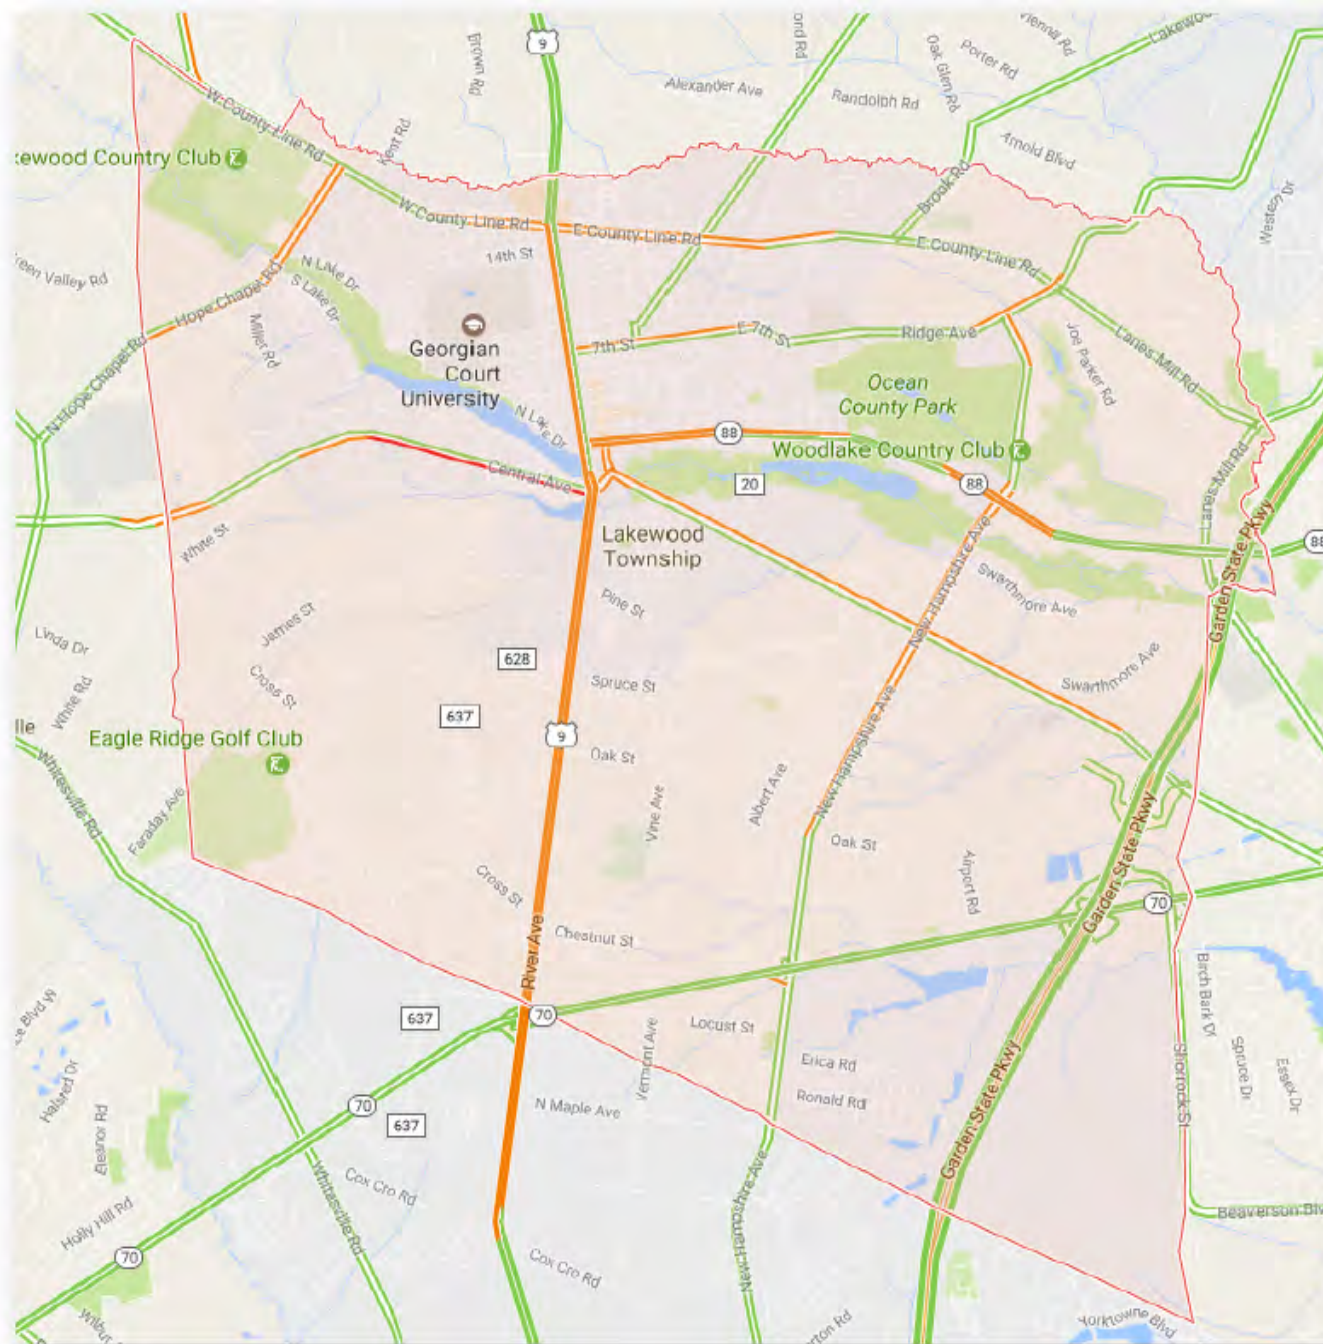 9
Brown Rd
Alexander Ave
Randolph Rd
Oak Glen Rd
Porter Rd
Vienna Rd
Arnold Blvd
W County Line Rd
Kent Rd
Brook Rd
Western Dr
W County Line Rd
E County Line Rd
E County Line Rd
14th St
N Lake Dr
S Lake Dr
Hope Chapel Rd
N Hope Chapel Rd
Miller Rd
Georgian
Court
University
7th St
E 7th St
Ridge Ave
Joe Parker Rd
Lanes Mill Rd
Ocean
County Park
N Lake Dr
88
Woodlake Country Club
20
88
Central Ave
Lanes Mill Rd
Garden State Pkwy
88
White St
Lakewood
Township
New Hampshire Ave
Swarthmore Ave
Pine St
James St
Linda Dr
628
Cross St
Spruce St
Swarthmore Ave
White Rd
637
Eagle Ridge Golf Club
9
Oak St
New Hampshire Ave
Whitesville Rd
Faraday Ave
Vine Ave
Albert Ave
Oak St
Airport Rd
Garden State Pkwy
Cross St
River Ave
Chestnut St
70
637
70
Locust St
Vermont Ave
Erica Rd
Ronald Rd
Birch Bark Dr
Spruce Dr
Essex Dr
Shorrock St
Garden State Pkwy
70
637
N Maple Ave
Eleanor Rd
Cox Cro Rd
Whitesville Rd
Holly Hill Rd
70
New Hampshire Ave
Cox Cro Rd
Yorktowne Blvd